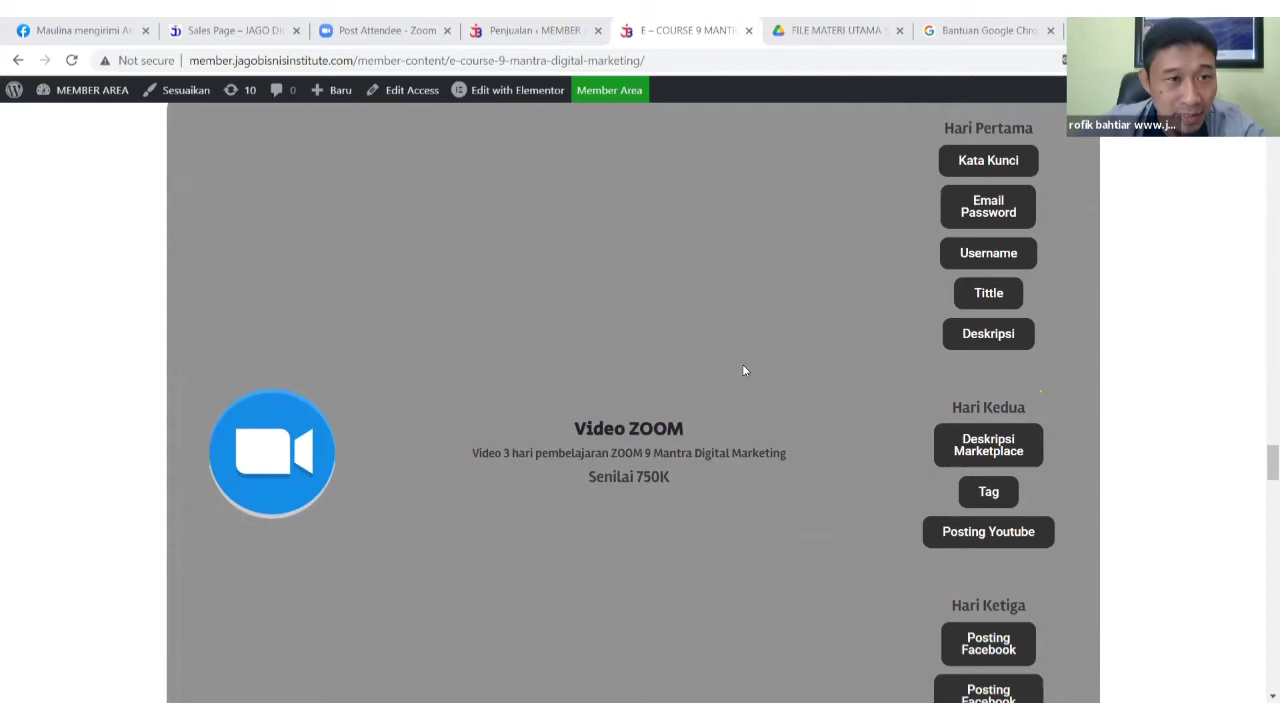 Maulina mengirimi A
Sales Page – JAGO DI
Post Attendee - Zoom
Penjualan ‹ MEMBER
E – COURSE 9 MANTR
FILE MATERI UTAMA
Bantuan Google Chro
Not secure
member.jagobisnisinstitute.com/member-content/e-course-9-mantra-digital-marketing/
MEMBER AREA
Sesuaikan
10
0
Baru
Edit Access
Edit with Elementor
Member Area
rofik bahtiar www.j...
Hari Pertama
Kata Kunci
Email
Password
Username
Tittle
Deskripsi
Video ZOOM
Video 3 hari pembelajaran ZOOM 9 Mantra Digital Marketing
Senilai 750K
Hari Kedua
Deskripsi
Marketplace
Tag
Posting Youtube
Hari Ketiga
Posting
Facebook
Posting
Facebook